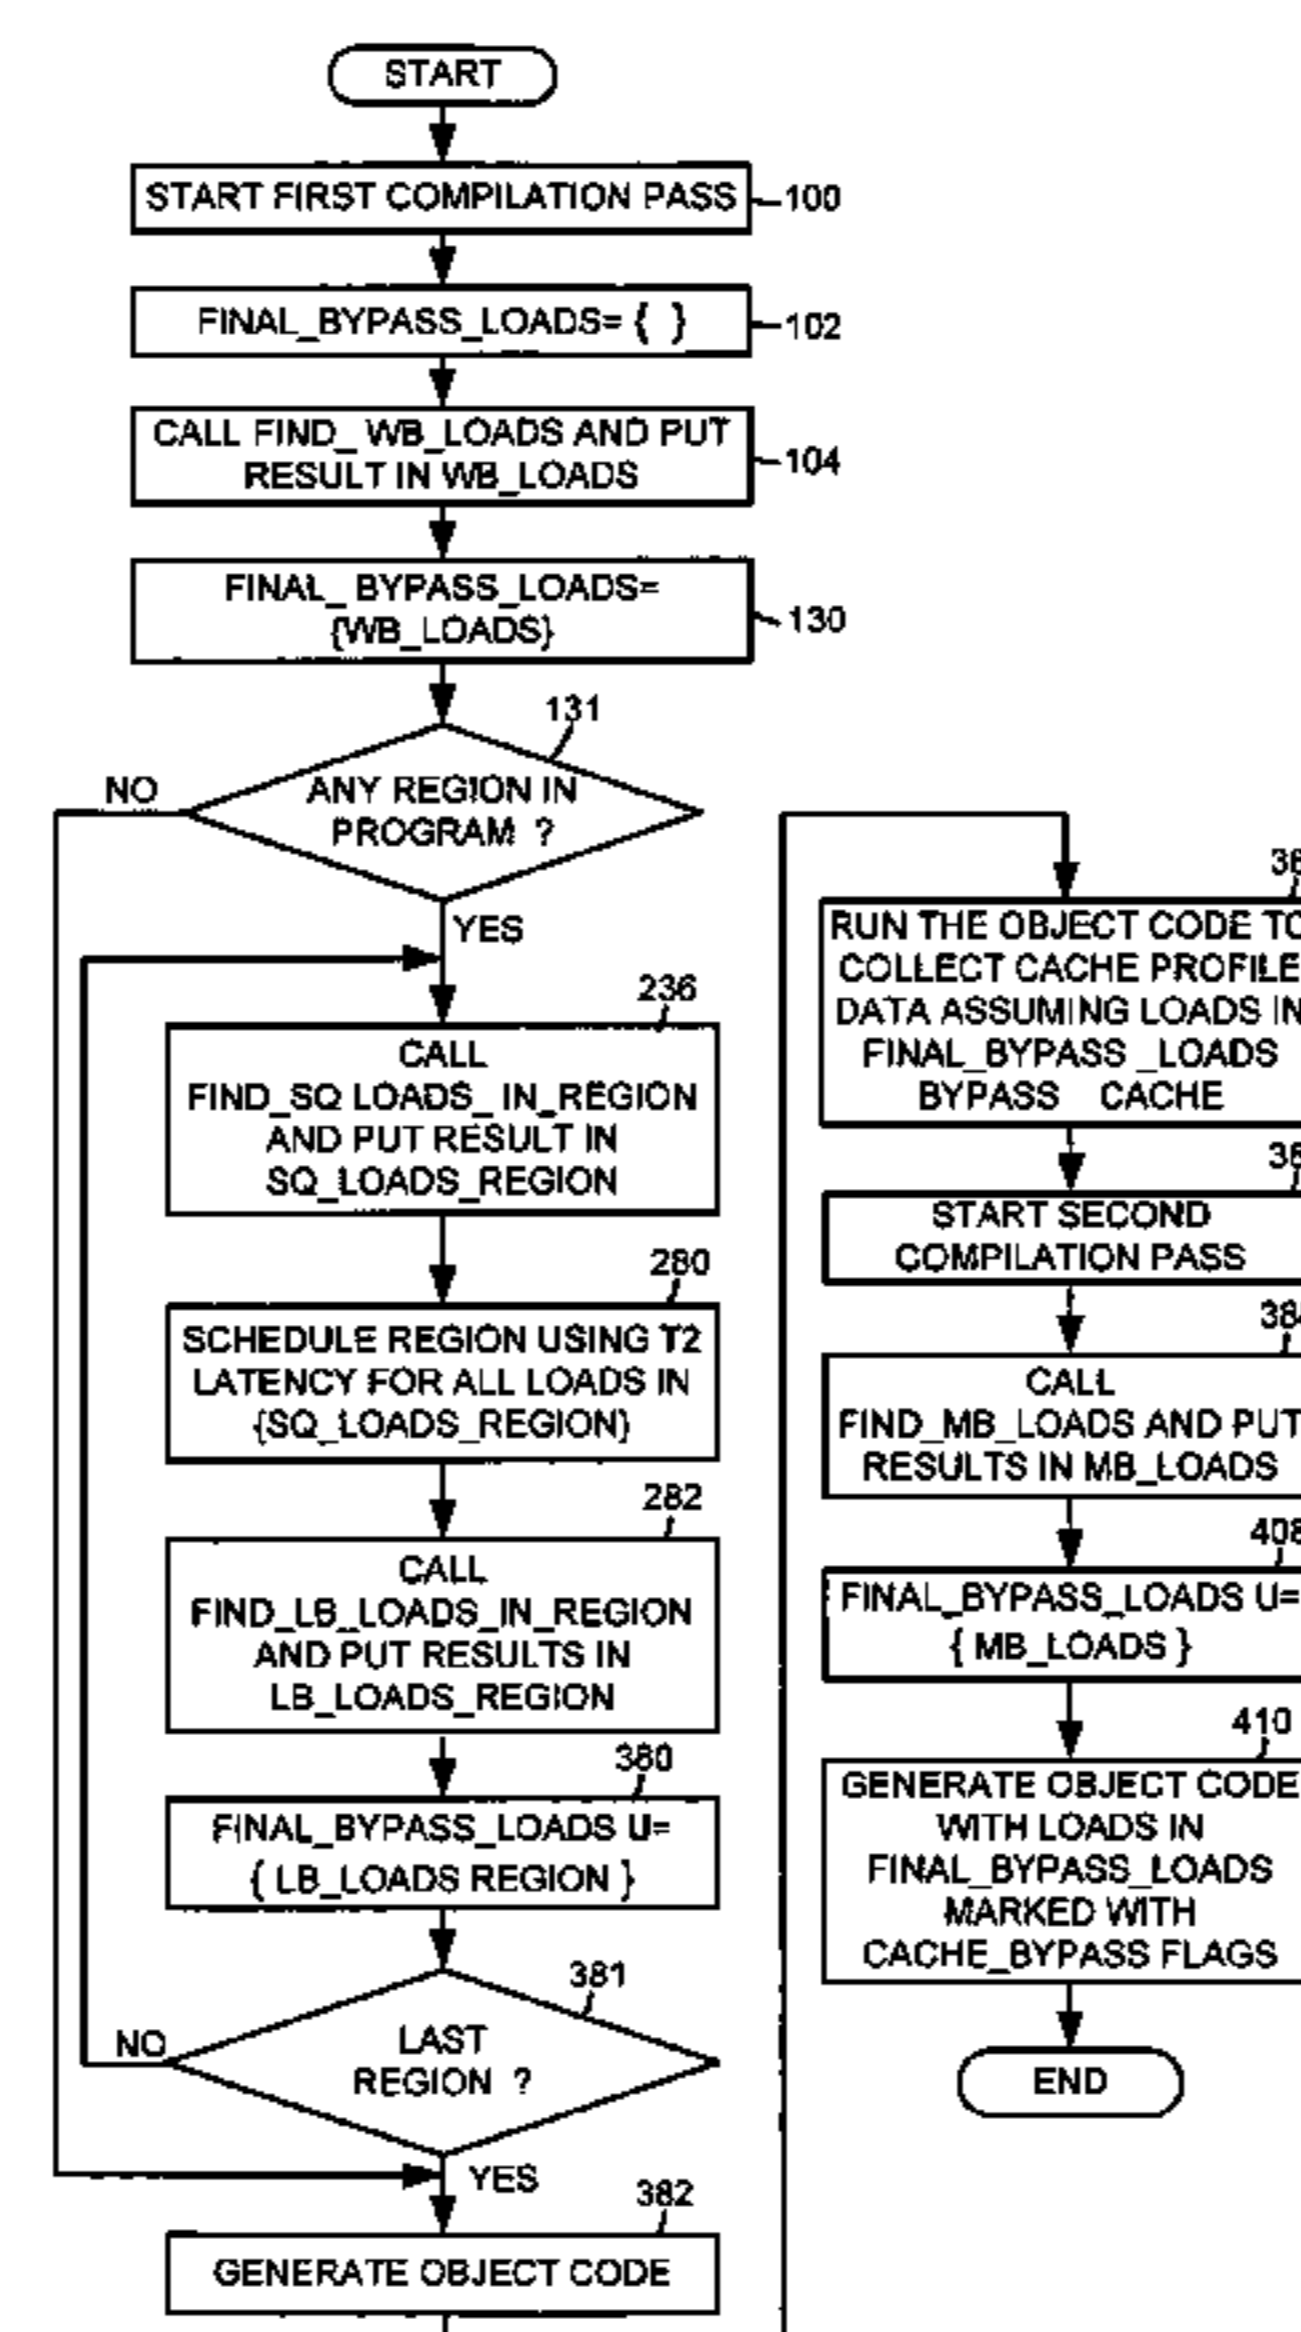 START
START FIRST COMPILATION PASS
100
FINAL_BYPASS_LOADS= { }
102
CALL FIND_ WB_LOADS AND PUT
RESULT IN WB_LOADS
104
FINAL_ BYPASS_LOADS=
{WB_LOADS}
130
131
ANY REGION IN
PROGRAM ?
NO
YES
236
CALL
FIND_SQ LOADS_ IN_REGION
AND PUT RESULT IN
SQ_LOADS_REGION
280
SCHEDULE REGION USING T2
LATENCY FOR ALL LOADS IN
{SQ_LOADS_REGION}
282
CALL
FIND_LB_LOADS_IN_REGION
AND PUT RESULTS IN
LB_LOADS_REGION
380
FINAL_BYPASS_LOADS U=
{ LB_LOADS REGION }
381
LAST
REGION ?
NO
YES
382
GENERATE OBJECT CODE
RUN THE OBJECT CODE TO
COLLECT CACHE PROFILE
DATA ASSUMING LOADS IN
FINAL_BYPASS _LOADS
BYPASS CACHE
START SECOND
COMPILATION PASS
384
CALL
FIND_MB_LOADS AND PUT
RESULTS IN MB_LOADS
408
FINAL_BYPASS_LOADS U=
{ MB_LOADS }
410
GENERATE OBJECT CODE
WITH LOADS IN
FINAL_BYPASS_LOADS
MARKED WITH
CACHE_BYPASS FLAGS
END